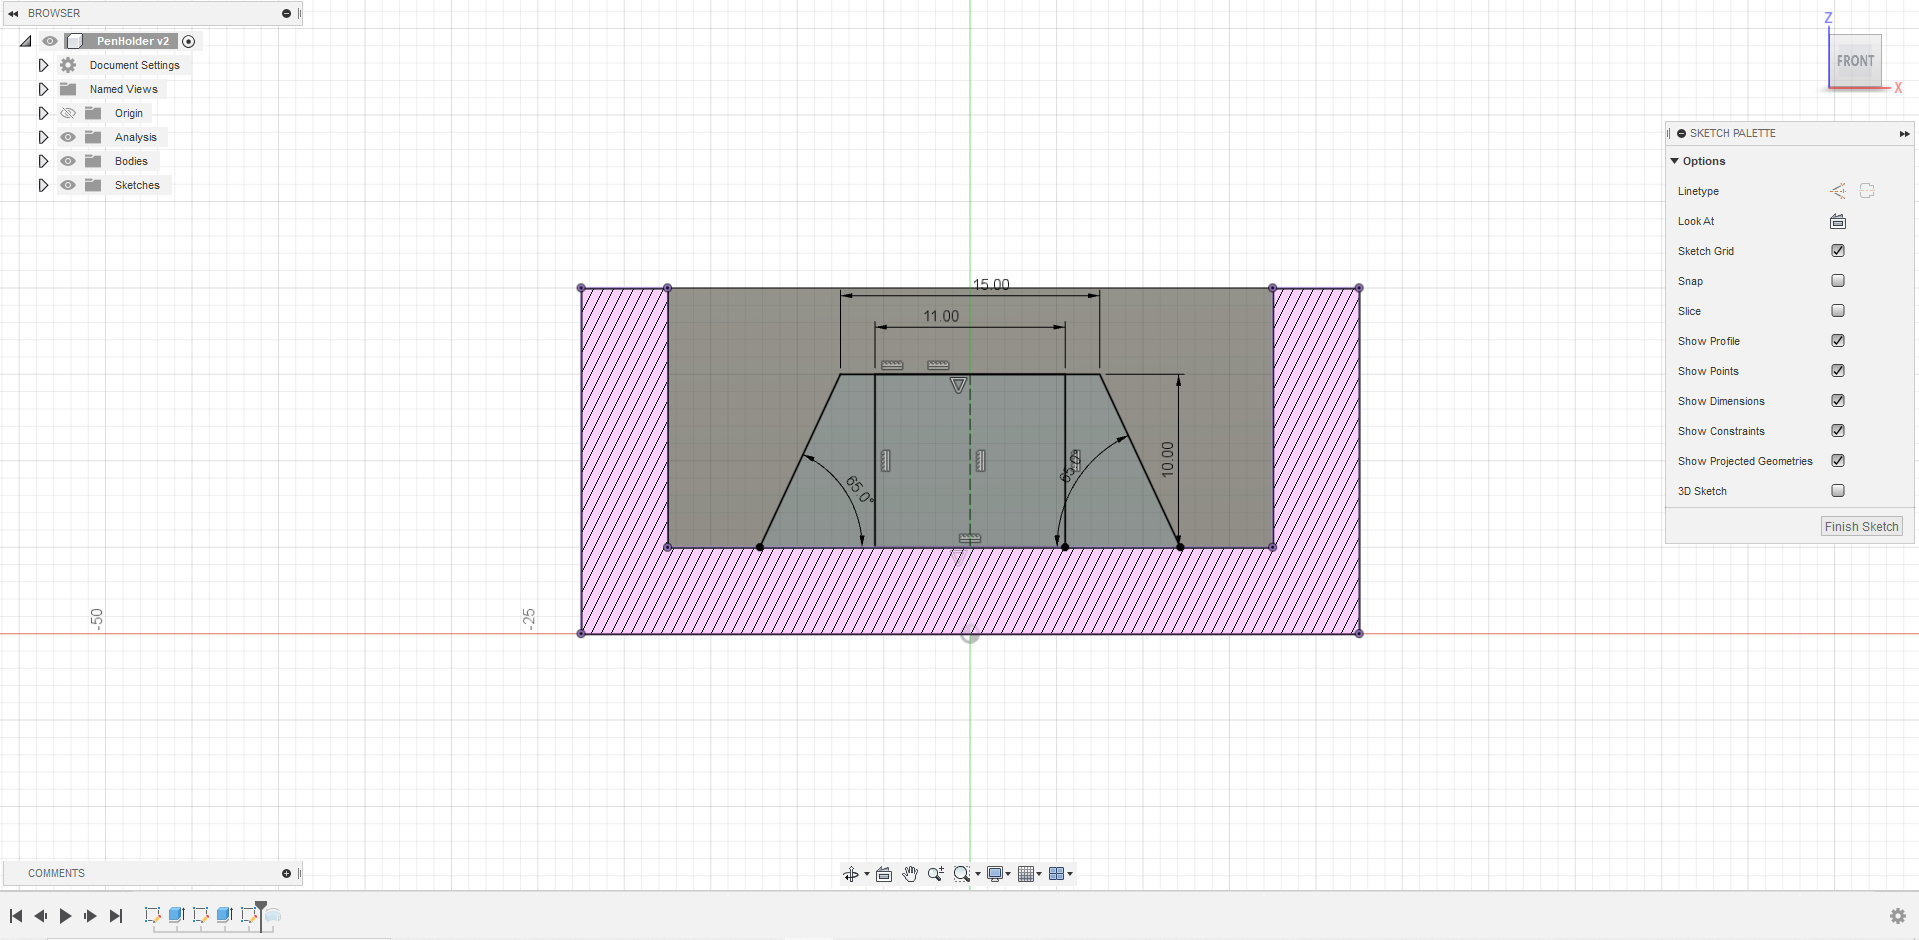 BROWSER
PenHolder v2
Document Settings
Named Views
Origin
Analysis
Bodies
Sketches
Z
FRONT
X
SKETCH PALETTE
Options
Linetype
Look At
Sketch Grid
Snap
Slice
Show Profile
Show Points
Show Dimensions
Show Constraints
Show Projected Geometries
3D Sketch
Finish Sketch
15.00
11.00
10.00
65.0°
65.0°
-50
-25
COMMENTS